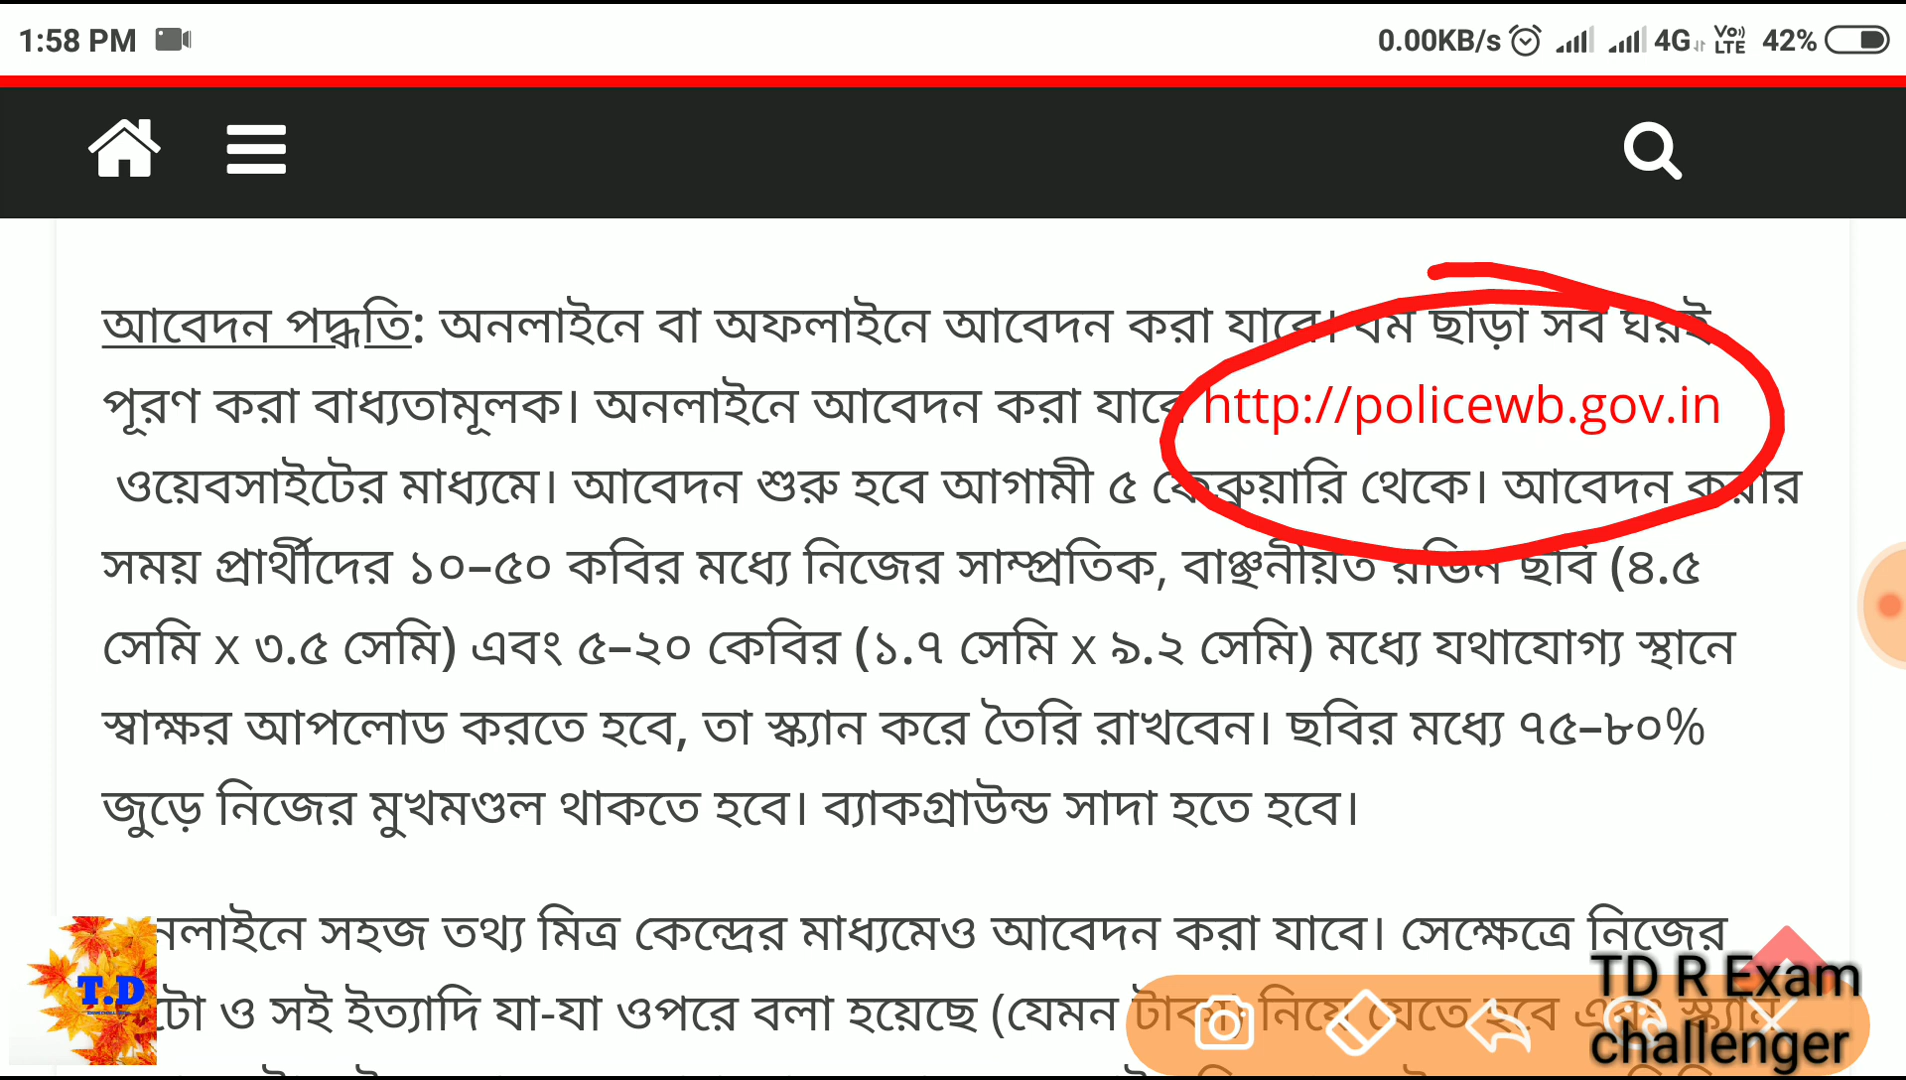 1:58 PM
0.00KB/s 4G VoLTE 42%
আবেদন পদ্ধতি: অনলাইনে বা অফলাইনে আবেদন করা যাবে। বর্ম ছাড়া সব ঘরই
পূরণ করা বাধ্যতামূলক। অনলাইনে আবেদন করা যাবে http://policewb.gov.in
ওয়েবসাইটের মাধ্যমে। আবেদন শুরু হবে আগামী ৫ ফেব্রুয়ারি থেকে। আবেদন করার
সময় প্রার্থীদের ১০–৫০ কবির মধ্যে নিজের সাম্প্রতিক, বাঞ্ছনীয়ত রঙিন ছবি (৪.৫
সেমি x ৩.৫ সেমি) এবং ৫–২০ কেবির (১.৭ সেমি x ৯.২ সেমি) মধ্যে যথাযোগ্য স্থানে
স্বাক্ষর আপলোড করতে হবে, তা স্ক্যান করে তৈরি রাখবেন। ছবির মধ্যে ৭৫–৮০%
জুড়ে নিজের মুখমণ্ডল থাকতে হবে। ব্যাকগ্রাউন্ড সাদা হতে হবে।
নলাইনে সহজ তথ্য মিত্র কেন্দ্রের মাধ্যমেও আবেদন করা যাবে। সেক্ষেত্রে নিজের
টো ও সই ইত্যাদি যা-যা ওপরে বলা হয়েছে (যেমন টাকা) নিয়ে যেতে হবে এবং স্ক্যান
T.D
TD R Exam
challenger